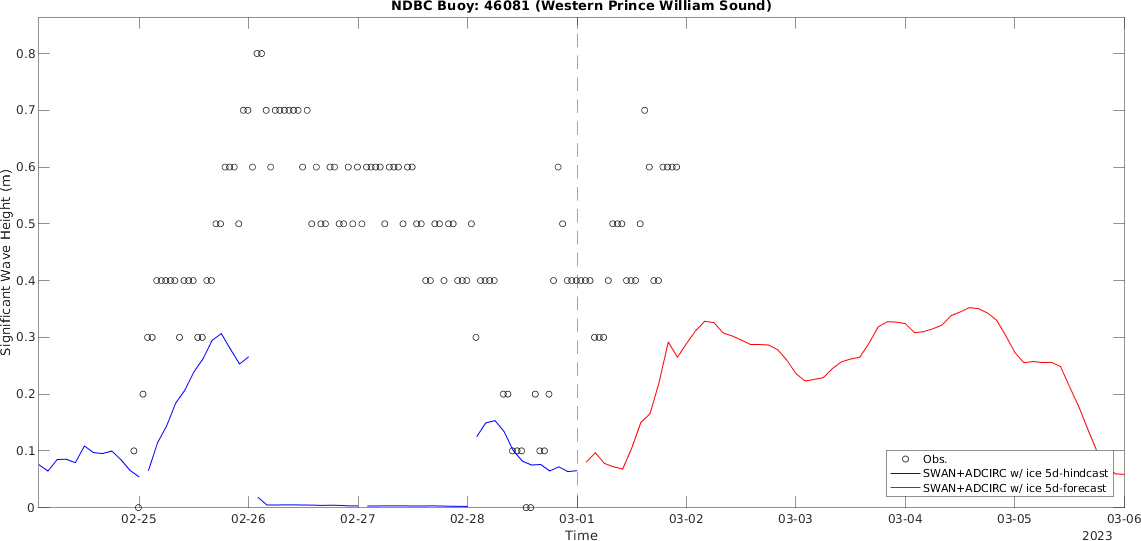 NDBC Buoy: 46081 (Western Prince William Sound)
0.8
0.7
0.6
0.5
0.4
0.3
0.2
0.1
0
Significant Wave Height (m)
Obs.
SWAN+ADCIRC w/ ice 5d-hindcast
SWAN+ADCIRC w/ ice 5d-forecast
02-25 02-26 02-27 02-28 03-01 03-02 03-03 03-04 03-05 03-06
Time 2023